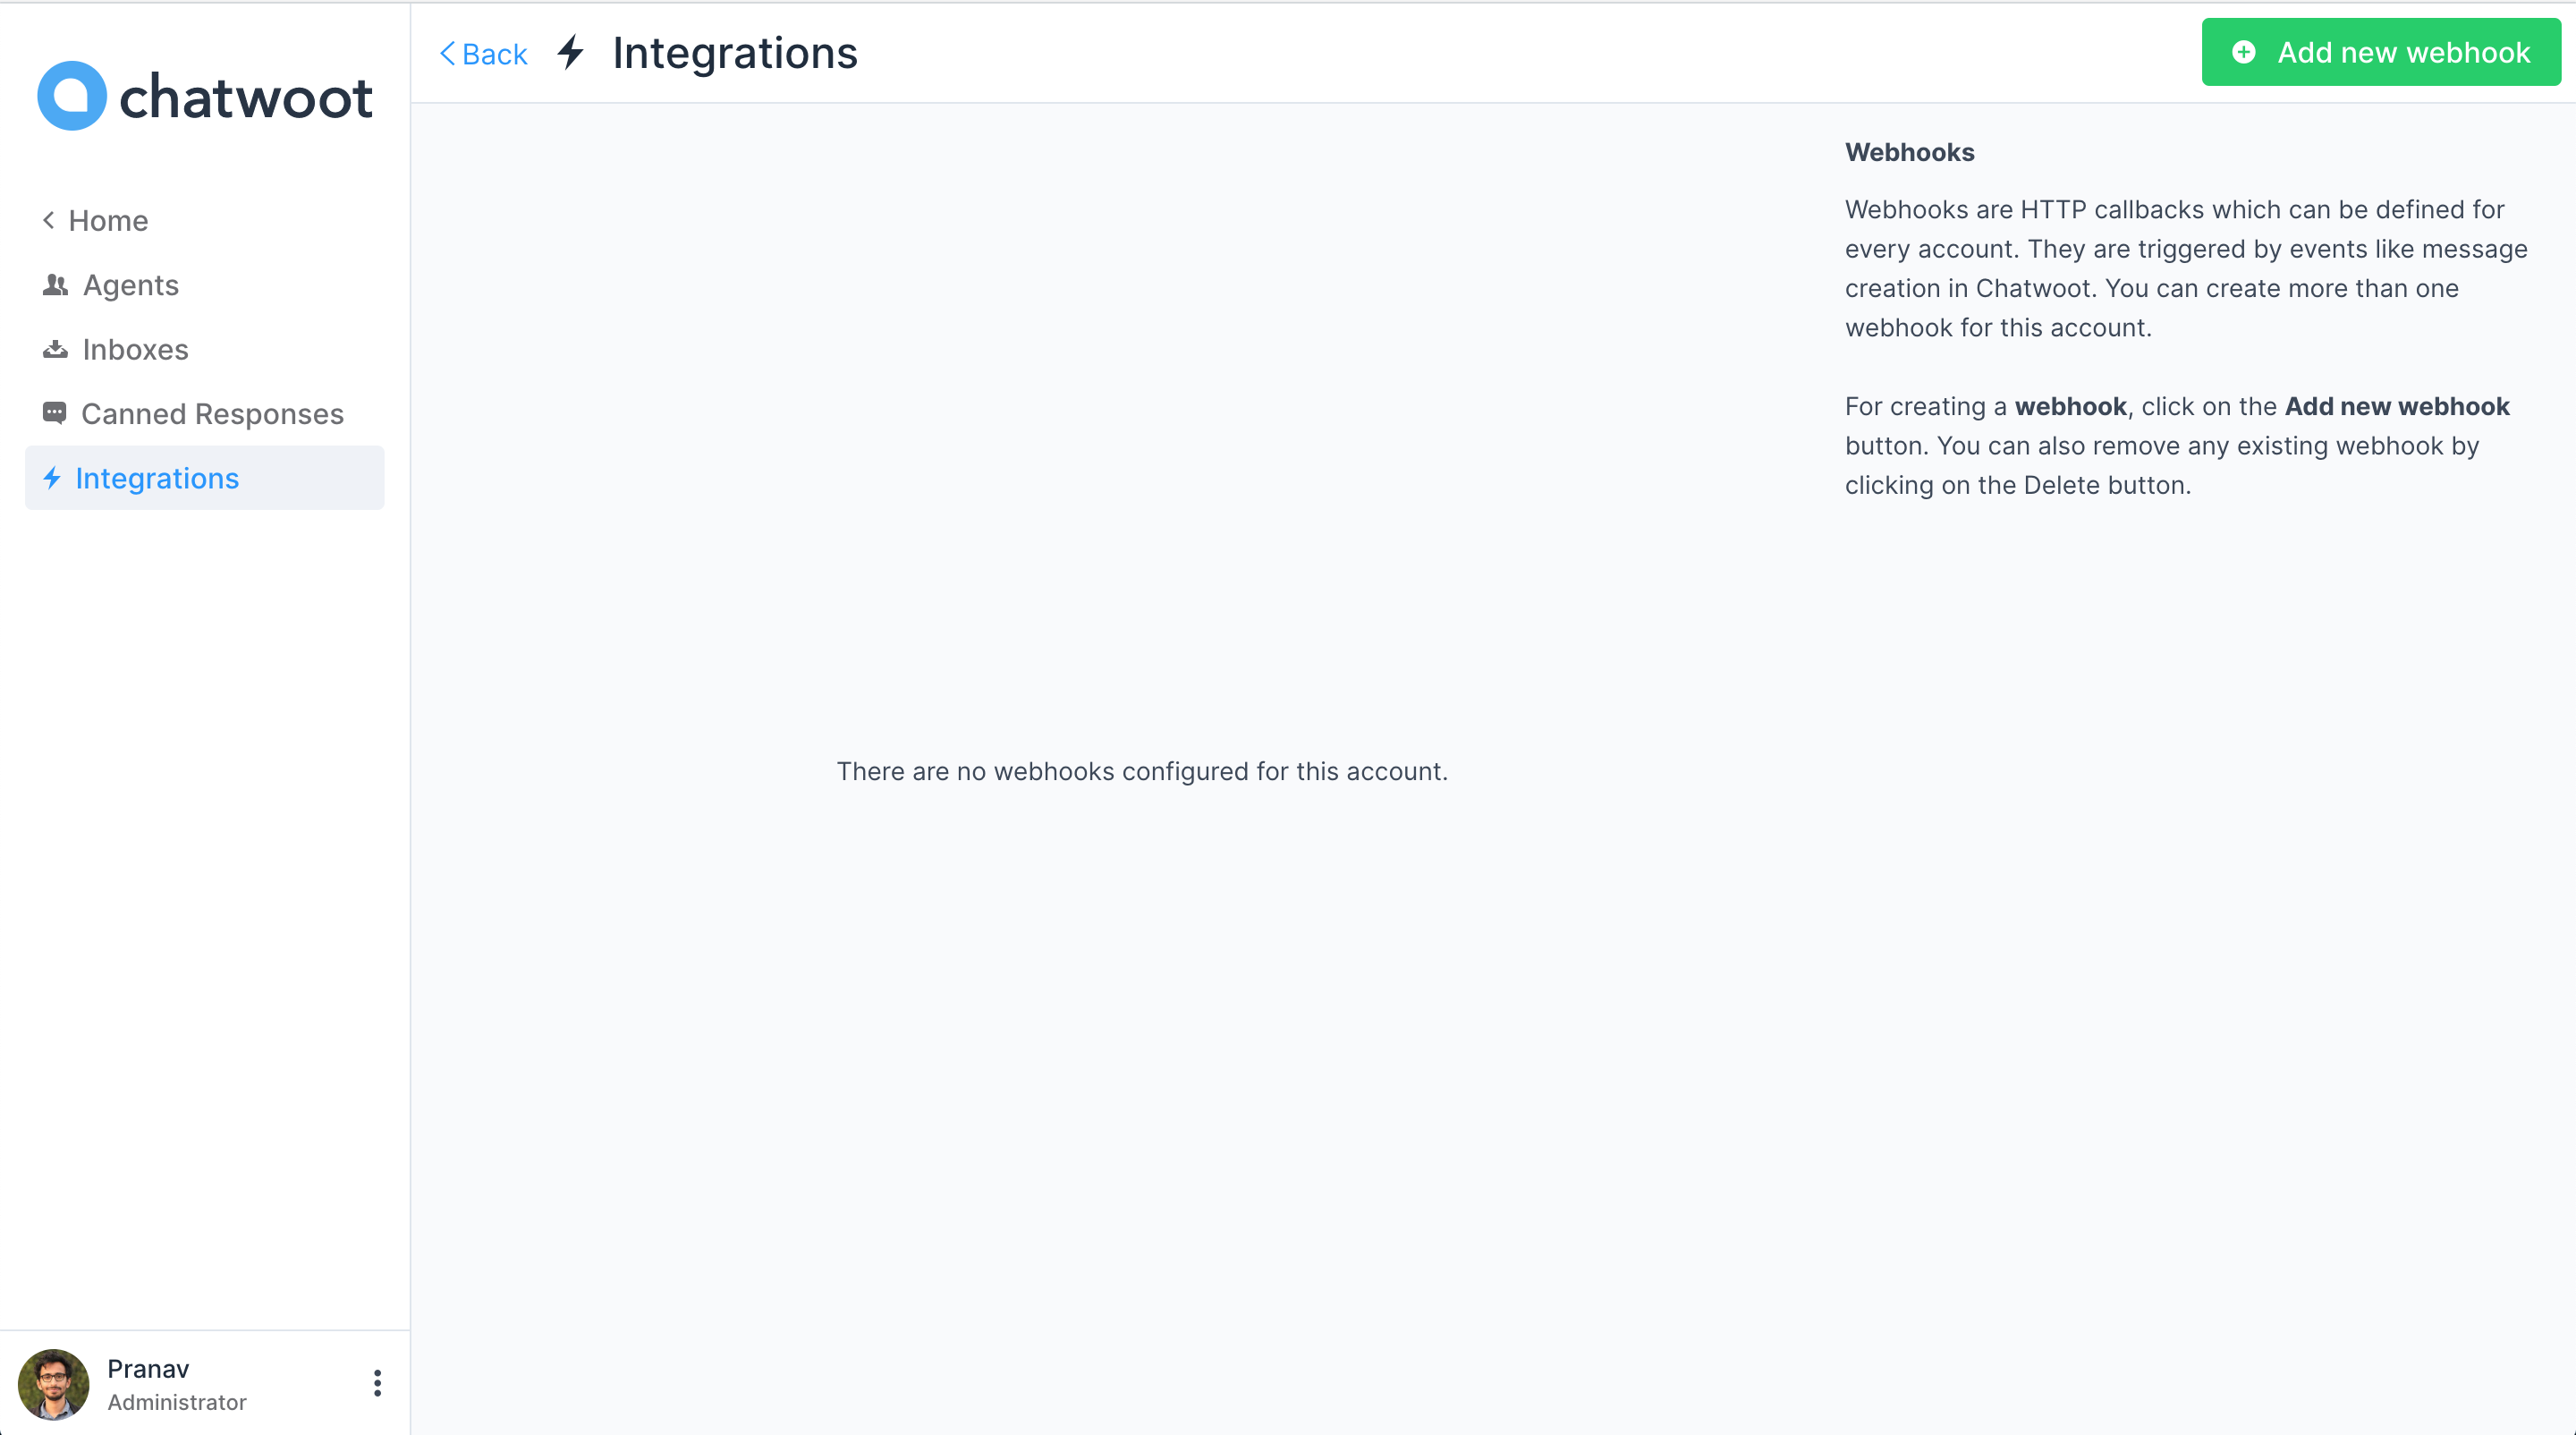 chatwoot
Home
Agents
Inboxes
Canned Responses
Integrations
Pranav
Administrator
Back
Integrations
Add new webhook
There are no webhooks configured for this account.
Webhooks
Webhooks are HTTP callbacks which can be defined for
every account. They are triggered by events like message
creation in Chatwoot. You can create more than one
webhook for this account.
For creating a webhook, click on the Add new webhook
button. You can also remove any existing webhook by
clicking on the Delete button.